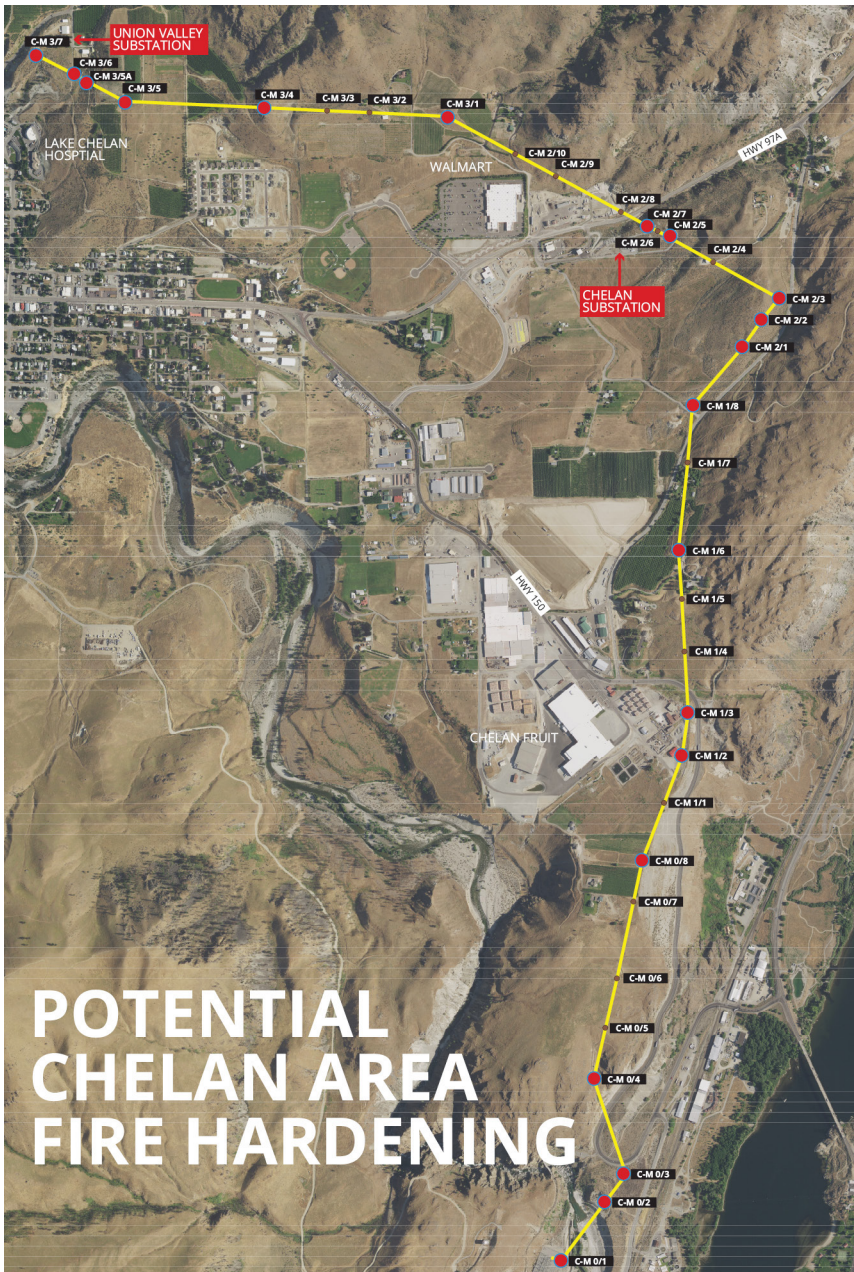 UNION VALLEY
SUBSTATION
C-M 3/7
C-M 3/6
C-M 3/5A
C-M 3/5
C-M 3/4
C-M 3/3
C-M 3/2
C-M 3/1
LAKE CHELAN
HOSPTIAL
WALMART
HWY 97A
C-M 2/10
C-M 2/9
C-M 2/8
C-M 2/7
C-M 2/5
C-M 2/6
C-M 2/4
CHELAN
SUBSTATION
C-M 2/3
C-M 2/2
C-M 2/1
C-M 1/8
C-M 1/7
C-M 1/6
HWY 150
C-M 1/5
C-M 1/4
C-M 1/3
CHELAN FRUIT
C-M 1/2
C-M 1/1
C-M 0/8
C-M 0/7
C-M 0/6
C-M 0/5
C-M 0/4
POTENTIAL
CHELAN AREA
FIRE HARDENING
C-M 0/3
C-M 0/2
C-M 0/1